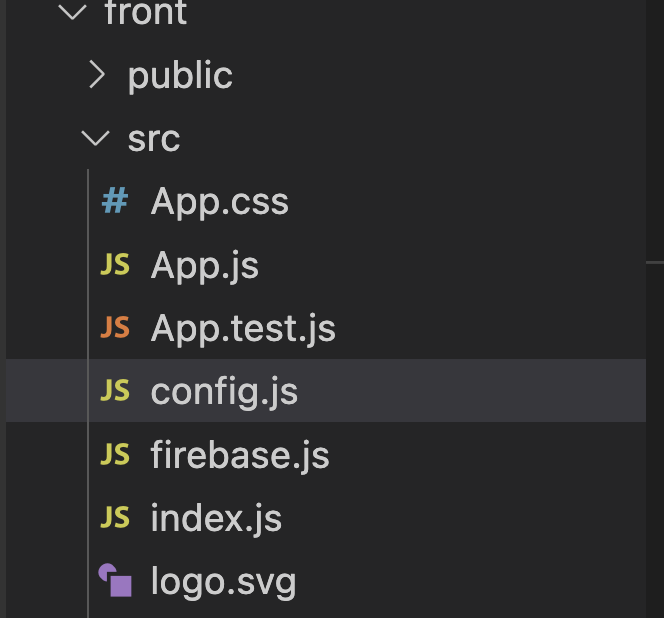 front
public
src
# App.css
JS App.js
JS App.test.js
JS config.js
JS firebase.js
JS index.js
logo.svg